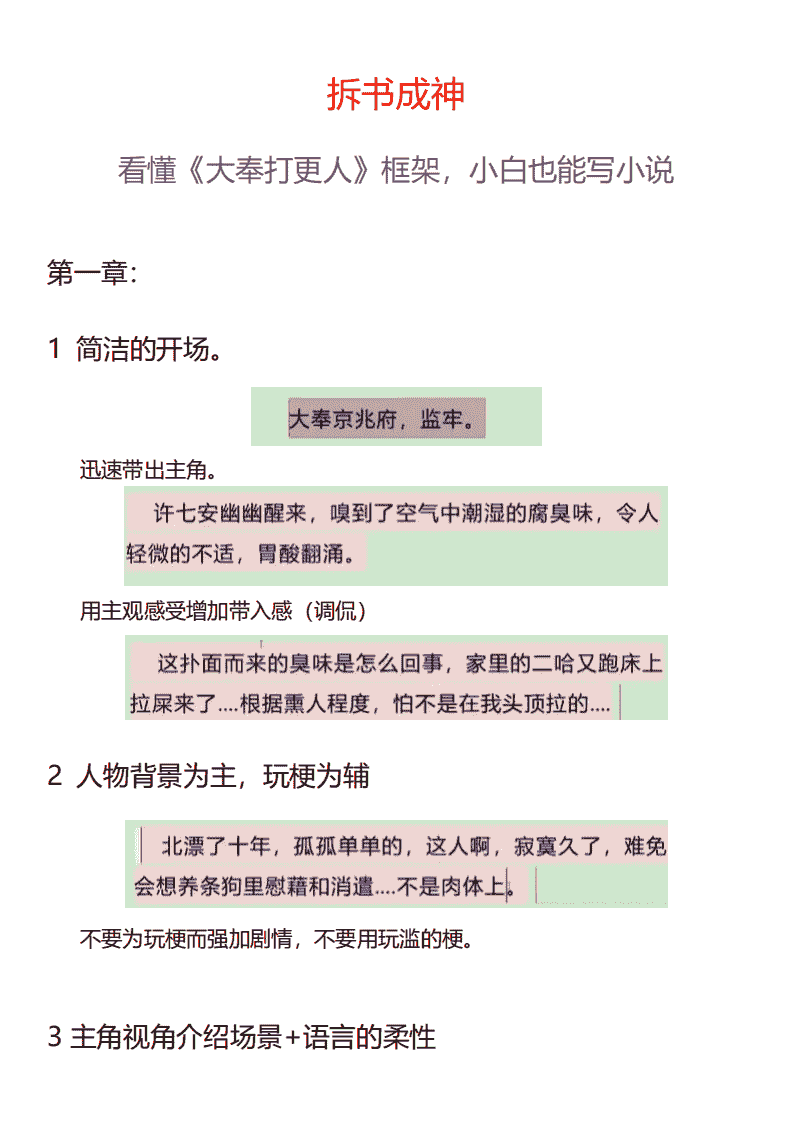 拆书成神
看懂《大奉打更人》框架，小白也能写小说
第一章：
1 简洁的开场。
大奉京兆府，监牢。
迅速带出主角。
许七安幽幽醒来，嗅到了空气中潮湿的腐臭味，令人
轻微的不适，胃酸翻涌。
用主观感受增加带入感（调侃）
这扑面而来的臭味是怎么回事，家里的二哈又跑床上
拉屎来了....根据熏人程度，怕不是在我头顶拉的....
2 人物背景为主，玩梗为辅
北漂了十年，孤孤单单的，这人啊，寂寞久了，难免
会想养条狗里慰藉和消遣....不是肉体上。
不要为玩梗而强加剧情，不要用玩滥的梗。
3 主角视角介绍场景+语言的柔性